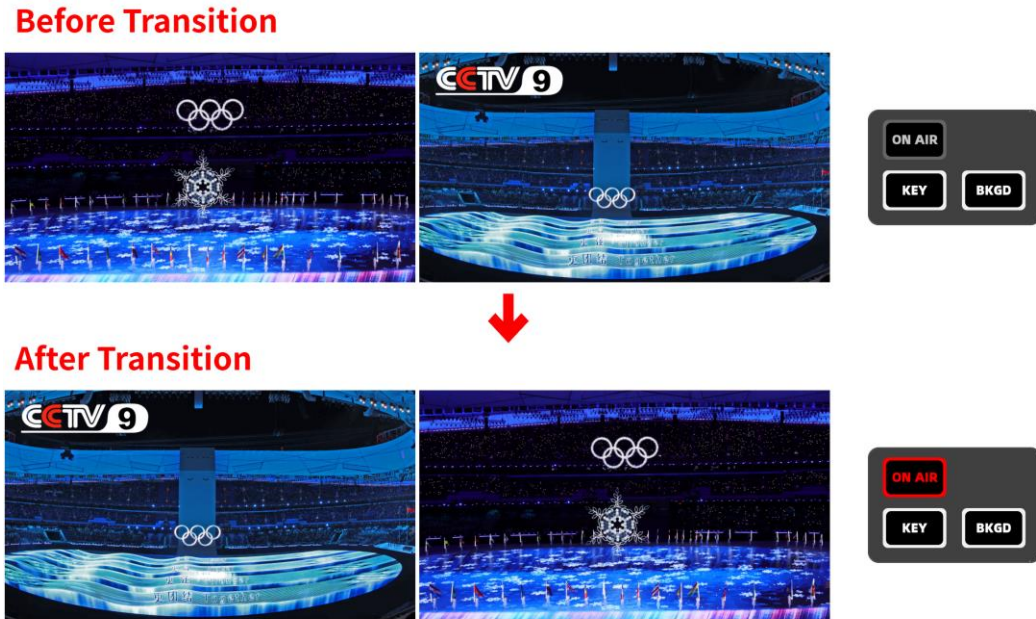 Before Transition
CCTV 9
ON AIR
KEY
BKGD
After Transition
CCTV 9
ON AIR
KEY
BKGD